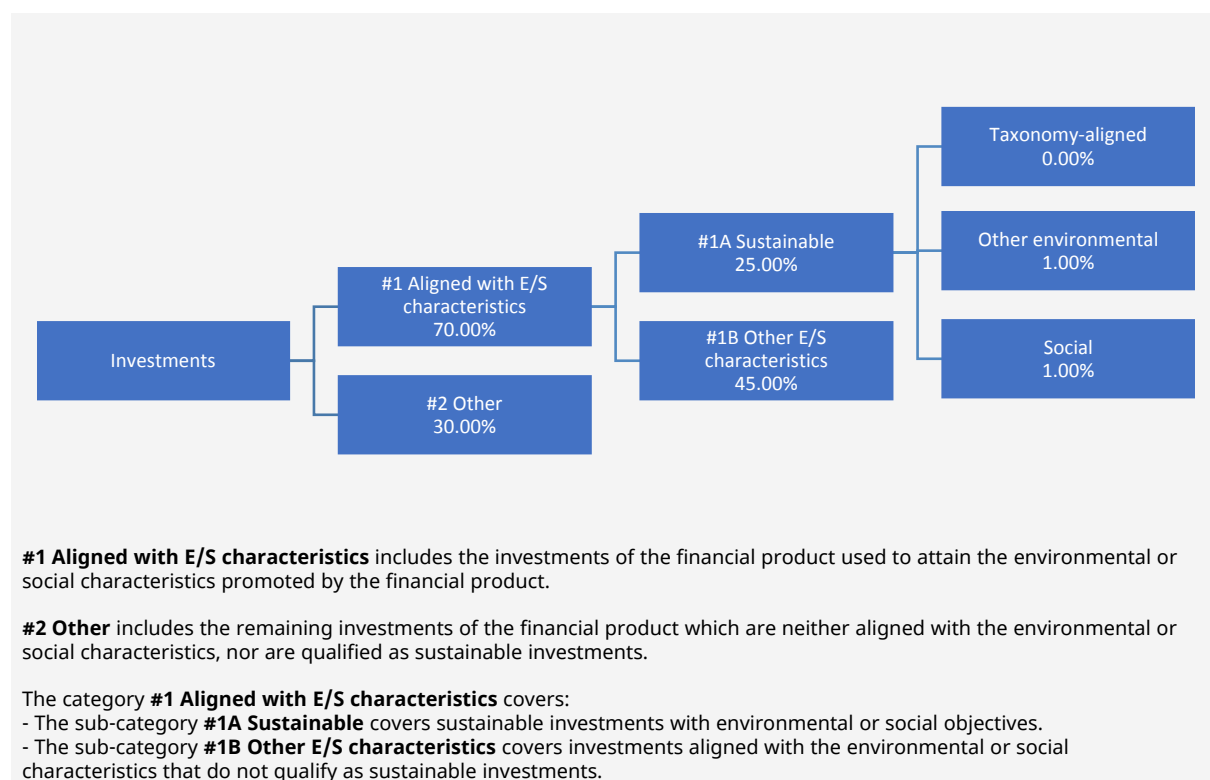 Investments
#1 Aligned with E/S
characteristics
70.00%
#2 Other
30.00%
#1A Sustainable
25.00%
#1B Other E/S
characteristics
45.00%
Taxonomy-aligned
0.00%
Other environmental
1.00%
Social
1.00%
#1 Aligned with E/S characteristics includes the investments of the financial product used to attain the environmental or
social characteristics promoted by the financial product.
#2 Other includes the remaining investments of the financial product which are neither aligned with the environmental or
social characteristics, nor are qualified as sustainable investments.
The category #1 Aligned with E/S characteristics covers:
- The sub-category #1A Sustainable covers sustainable investments with environmental or social objectives.
- The sub-category #1B Other E/S characteristics covers investments aligned with the environmental or social
characteristics that do not qualify as sustainable investments.